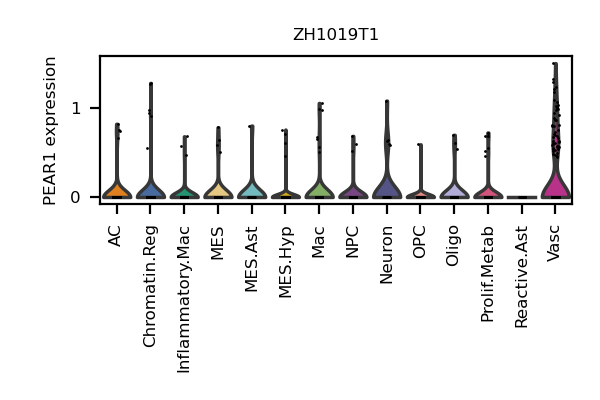 ZH1019T1
PEAR1 expression
1
0
AC
Chromatin.Reg
Inflammatory.Mac
MES
MES.Ast
MES.Hyp
Mac
NPC
Neuron
OPC
Oligo
Prolif.Metab
Reactive.Ast
Vasc